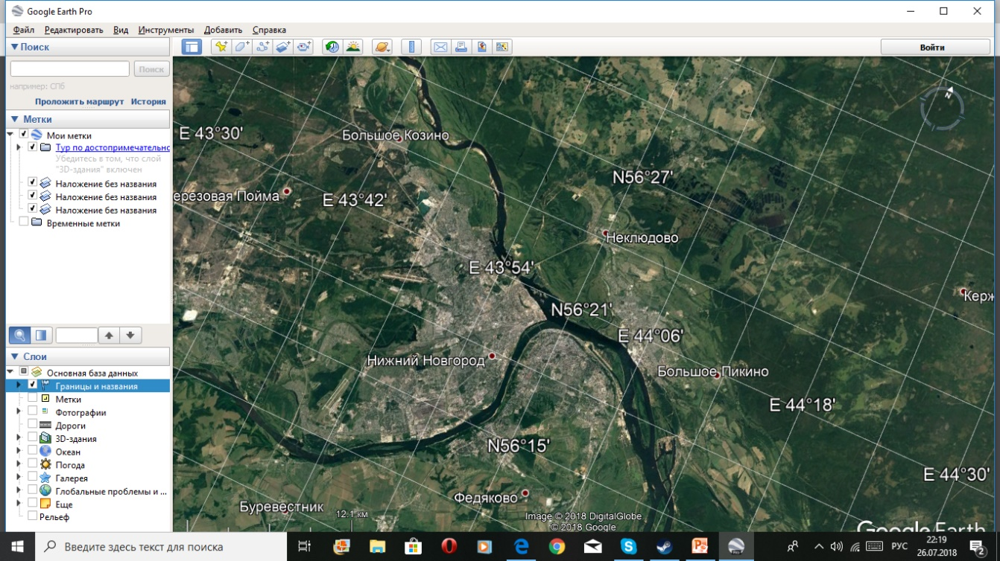 Google Earth Pro
Файл Редактировать Вид Инструменты Добавить Справка
Поиск
Войти
Поиск
например: СПб
Проложить маршрут История
Метки
Мои метки
Тур по достопримечательно
Убедитесь в том, что слой
"3D-здания" включен
Наложение без названия
Наложение без названия
Наложение без названия
Временные метки
Слои
Основная база данных
Границы и названия
Метки
Фотографии
Дороги
3D-здания
Океан
Погода
Галерея
Глобальные проблемы и ...
Еще
Рельеф
N
E 43°30'
Большое Козино
N56°27'
ерёзовая Пойма
E 43°42'
Неклюдово
E 43°54'
Керж
N56°21'
E 44°06'
Нижний Новгород
Большое Пикино
E 44°18'
N56°15'
E 44°30'
Федяково
Буревестник
12.1 км
Image © 2018 DigitalGlobe
© 2018 Google
Google Earth
Введите здесь текст для поиска
РУС
22:19
26.07.2018
2